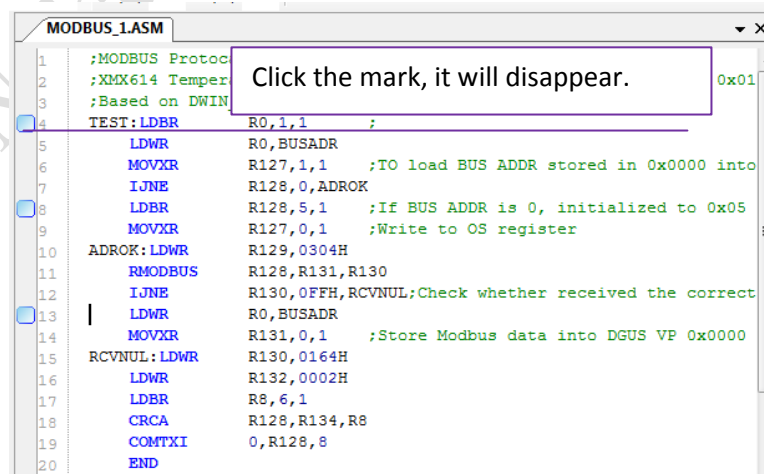 MODBUS_1.ASM
Click the mark, it will disappear.
1 ;MODBUS
2 ;XMX614 0x01
3 ;Based on DWIN
4 TEST:LDBR R0,1,1 ;
5 LDWR R0,BUSADR
6 MOVXR R127,1,1 ;TO load BUS ADDR stored in 0x0000 into
7 IJNE R128,0,ADROK
8 LDBR R128,5,1 ;If BUS ADDR is 0, initialized to 0x05
9 MOVXR R127,0,1 ;Write to OS register
10 ADROK:LDWR R129,0304H
11 RMODBUS R128,R131,R130
12 IJNE R130,0FFH,RCVNUL;Check whether received the correct
13 LDWR R0,BUSADR
14 MOVXR R131,0,1 ;Store Modbus data into DGUS VP 0x0000
15 RCVNUL:LDWR R130,0164H
16 LDWR R132,0002H
17 LDBR R8,6,1
18 CRCA R128,R134,R8
19 COMTXI 0,R128,8
20 END